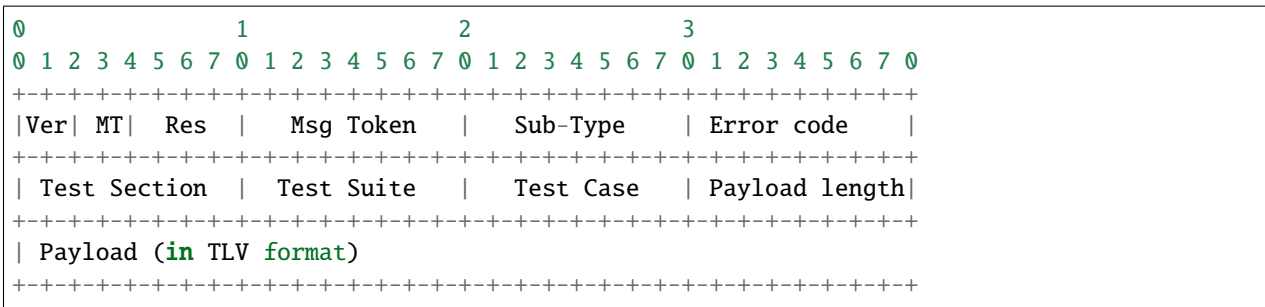 0                 1                 2                 3
0 1 2 3 4 5 6 7 0 1 2 3 4 5 6 7 0 1 2 3 4 5 6 7 0 1 2 3 4 5 6 7 0
+-+-+-+-+-+-+-+-+-+-+-+-+-+-+-+-+-+-+-+-+-+-+-+-+-+-+-+-+-+-+-+-+
|Ver| MT|  Res  |   Msg Token   |   Sub-Type    | Error code    |
+-+-+-+-+-+-+-+-+-+-+-+-+-+-+-+-+-+-+-+-+-+-+-+-+-+-+-+-+-+-+-+-+
| Test Section  |  Test Suite   |   Test Case   | Payload length|
+-+-+-+-+-+-+-+-+-+-+-+-+-+-+-+-+-+-+-+-+-+-+-+-+-+-+-+-+-+-+-+-+
| Payload (in TLV format)
+-+-+-+-+-+-+-+-+-+-+-+-+-+-+-+-+-+-+-+-+-+-+-+-+-+-+-+-+-+-+-+-+